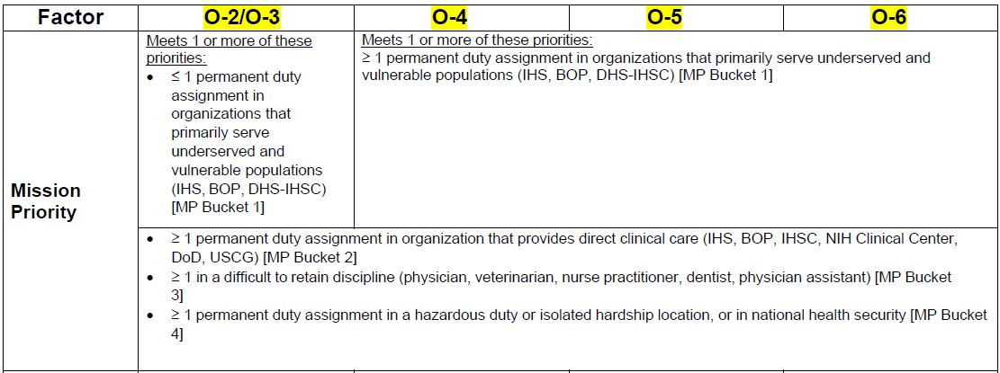 Factor O-2/O-3 O-4 O-5 O-6
Mission
Priority
Meets 1 or more of these
priorities:
• ≤ 1 permanent duty
assignment in
organizations that
primarily serve
underserved and
vulnerable populations
(IHS, BOP, DHS-IHSC)
[MP Bucket 1]
Meets 1 or more of these priorities:
≥ 1 permanent duty assignment in organizations that primarily serve underserved and
vulnerable populations (IHS, BOP, DHS-IHSC) [MP Bucket 1]
• ≥ 1 permanent duty assignment in organization that provides direct clinical care (IHS, BOP, IHSC, NIH Clinical Center,
DoD, USCG) [MP Bucket 2]
• ≥ 1 in a difficult to retain discipline (physician, veterinarian, nurse practitioner, dentist, physician assistant) [MP Bucket
3]
• ≥ 1 permanent duty assignment in a hazardous duty or isolated hardship location, or in national health security [MP Bucket
4]